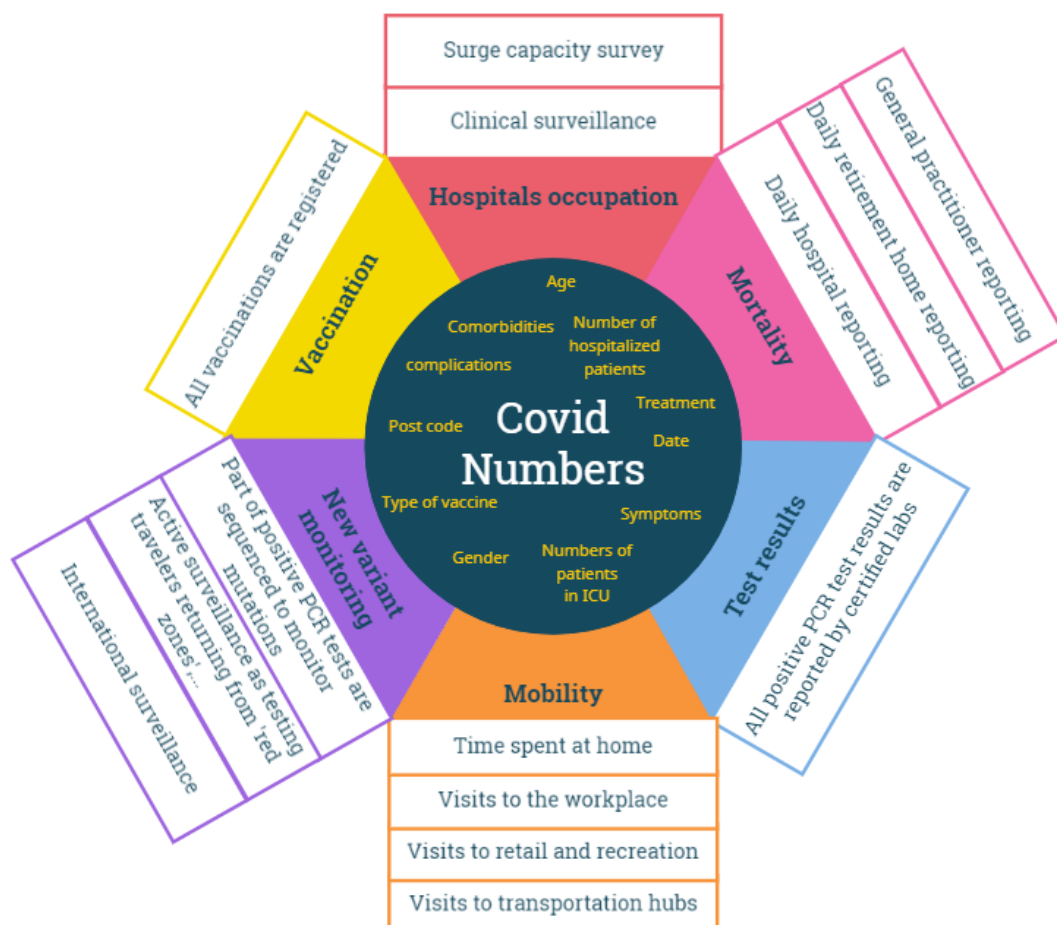 Surge capacity survey
Clinical surveillance
Hospitals occupation
General practitioner
reporting
Daily retirement home reporting
Daily hospital reporting
Mortality
All vaccinations are registered
Vaccination
Age
Comorbidities
Number of
hospitalized
patients
complications
Treatment
Post code
Date
Covid
Numbers
Type of vaccine
Symptoms
Gender
Numbers of
patients
in ICU
New variant
monitoring
Part of positive PCR tests are
sequenced to monitor
mutations
Active surveillance as testing
travelers returning from 'red
zones',...
International surveillance
Test results
All positive PCR test results are
reported by certified labs
Mobility
Time spent at home
Visits to the workplace
Visits to retail and recreation
Visits to transportation hubs